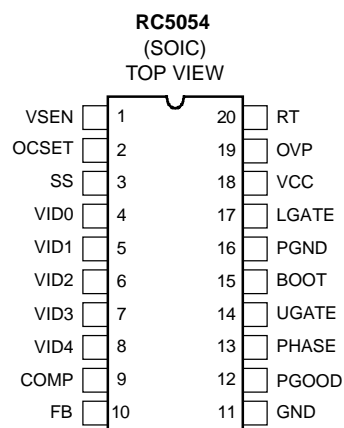 RC5054
(SOIC)
TOP VIEW
VSEN 1 20 RT
OCSET 2 19 OVP
SS 3 18 VCC
VID0 4 17 LGATE
VID1 5 16 PGND
VID2 6 15 BOOT
VID3 7 14 UGATE
VID4 8 13 PHASE
COMP 9 12 PGOOD
FB 10 11 GND